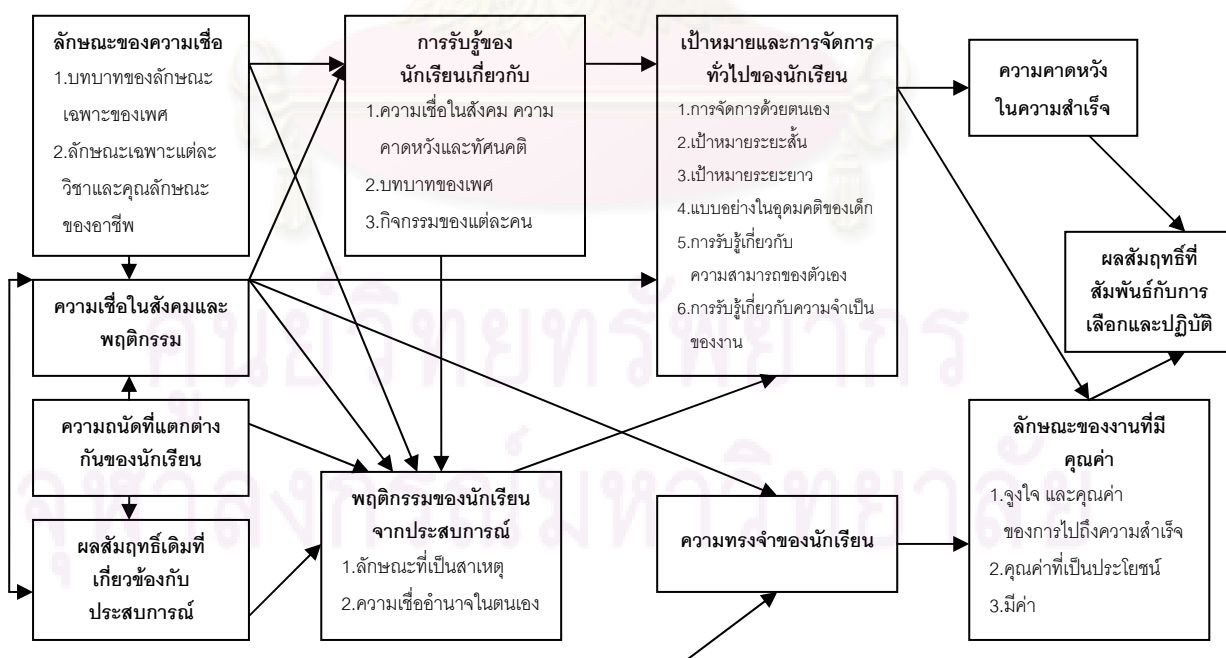 ลักษณะของความเชื่อ
1.บทบาทของลักษณะ
เฉพาะของเพศ
2.ลักษณะเฉพาะแต่ละ
วิชาและคุณลักษณะ
ของอาชีพ
ความเชื่อในสังคมและ
พฤติกรรม
ความถนัดที่แตกต่าง
กันของนักเรียน
ผลสัมฤทธิ์เดิมที่
เกี่ยวข้องกับ
ประสบการณ์
การรับรู้ของ
นักเรียนเกี่ยวกับ
1.ความเชื่อในสังคม ความ
คาดหวังและทัศนคติ
2.บทบาทของเพศ
3.กิจกรรมของแต่ละคน
พฤติกรรมของนักเรียน
จากประสบการณ์
1.ลักษณะที่เป็นสาเหตุ
2.ความเชื่ออำนาจในตนเอง
เป้าหมายและการจัดการ
ทั่วไปของนักเรียน
1.การจัดการด้วยตนเอง
2.เป้าหมายระยะสั้น
3.เป้าหมายระยะยาว
4.แบบอย่างในอุดมคติของเด็ก
5.การรับรู้เกี่ยวกับ
ความสามารถของตัวเอง
6.การรับรู้เกี่ยวกับความจำเป็น
ของงาน
ความทรงจำของนักเรียน
ความคาดหวัง
ในความสำเร็จ
ผลสัมฤทธิ์ที่
สัมพันธ์กับการ
เลือกและปฏิบัติ
ลักษณะของงานที่มี
คุณค่า
1.จูงใจ และคุณค่า
ของการไปถึงความสำเร็จ
2.คุณค่าที่เป็นประโยชน์
3.มีค่า
ศูนย์วิทยทรัพยากร
จุฬาลงกรณ์มหาวิทยาลัย